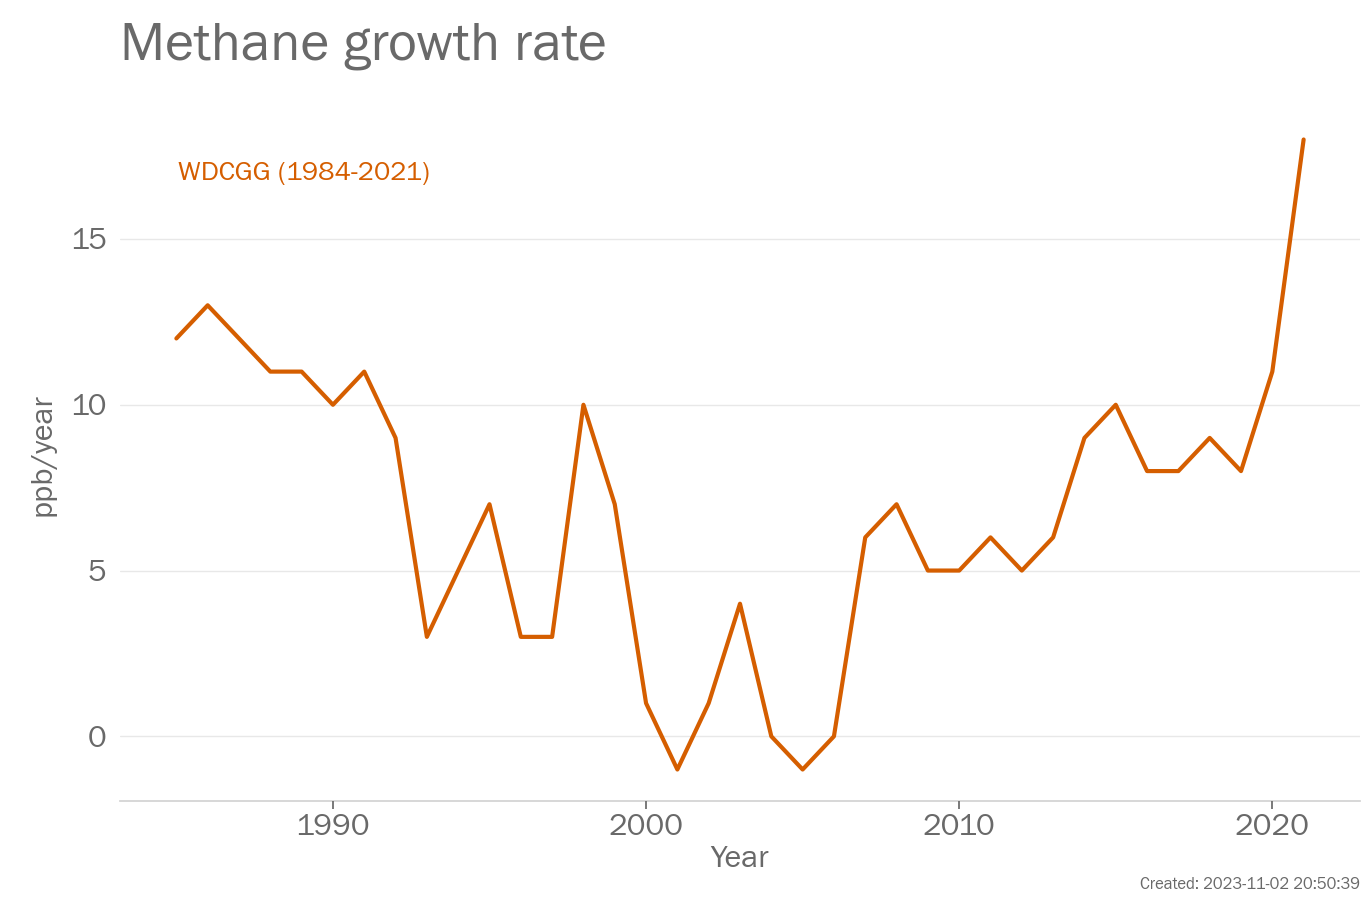 Methane growth rate
WDCGG (1984-2021)
15
10
5
0
ppb/year
1990 2000 2010 2020
Year
Created: 2023-11-02 20:50:39